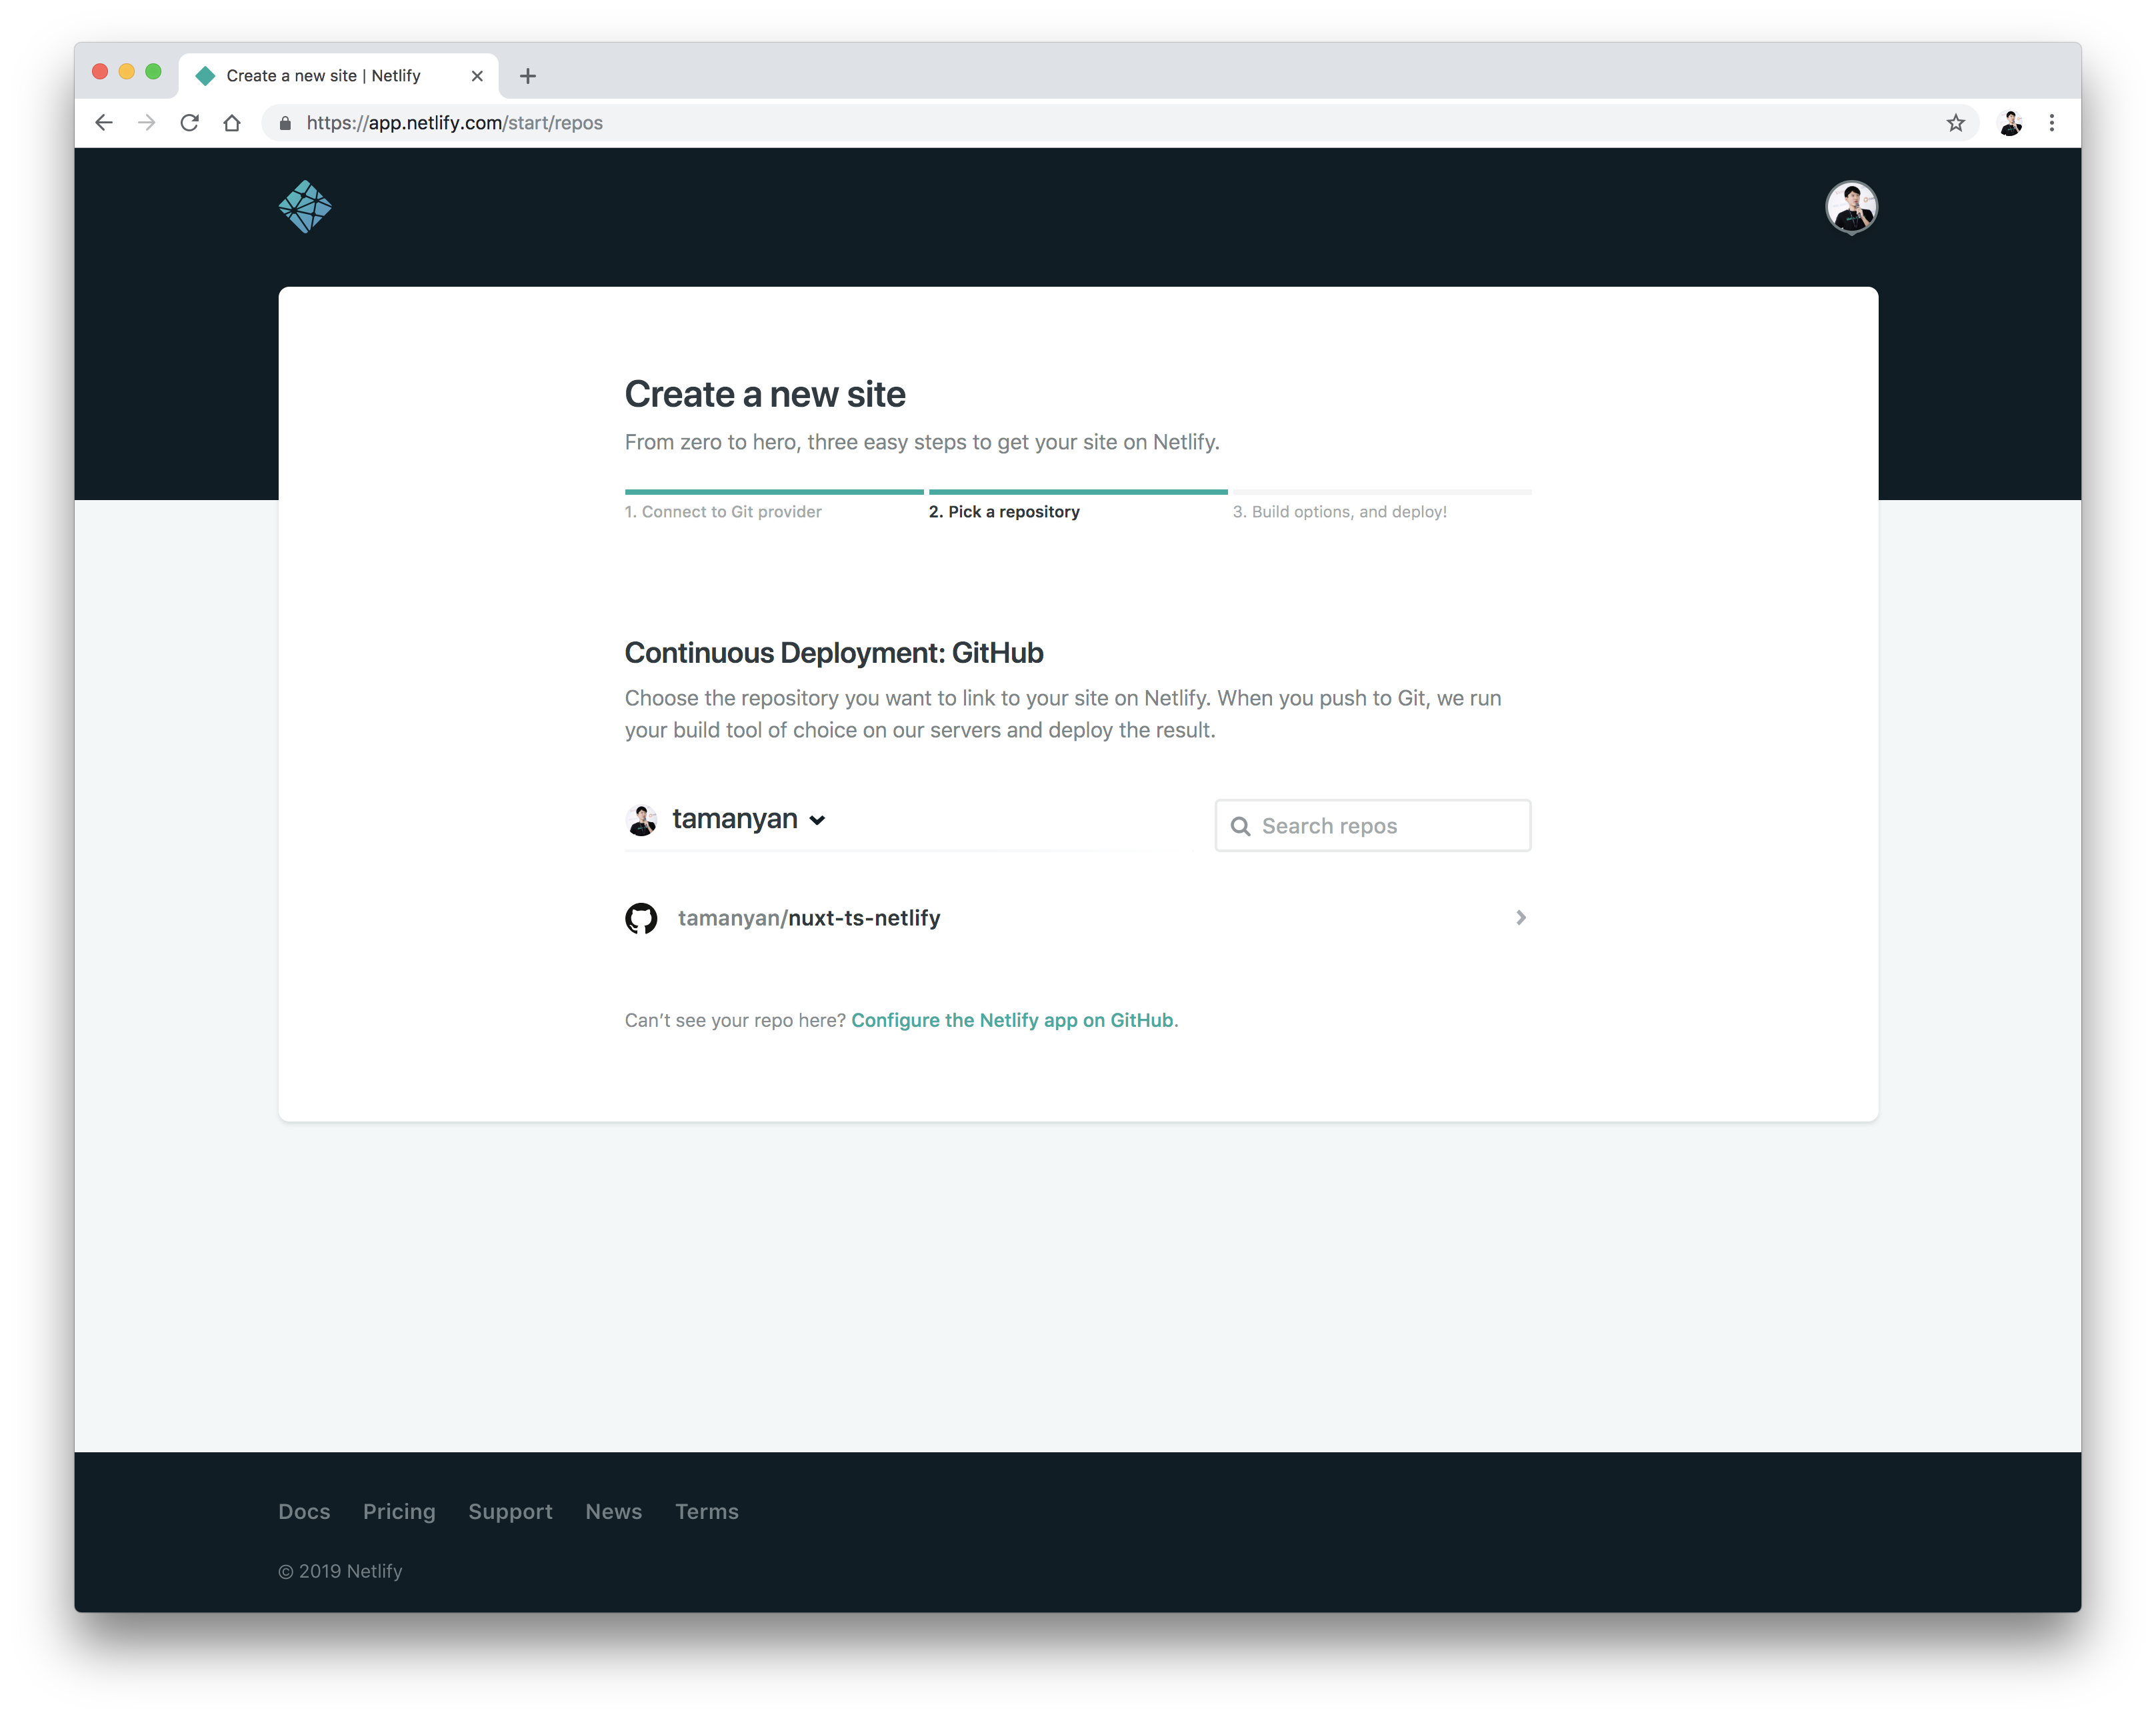 Create a new site | Netlify
https://app.netlify.com/start/repos
Create a new site
From zero to hero, three easy steps to get your site on Netlify.
1. Connect to Git provider
2. Pick a repository
3. Build options, and deploy!
Continuous Deployment: GitHub
Choose the repository you want to link to your site on Netlify. When you push to Git, we run
your build tool of choice on our servers and deploy the result.
tamanyan
Search repos
tamanyan/nuxt-ts-netlify
Can’t see your repo here? Configure the Netlify app on GitHub.
Docs Pricing Support News Terms
© 2019 Netlify